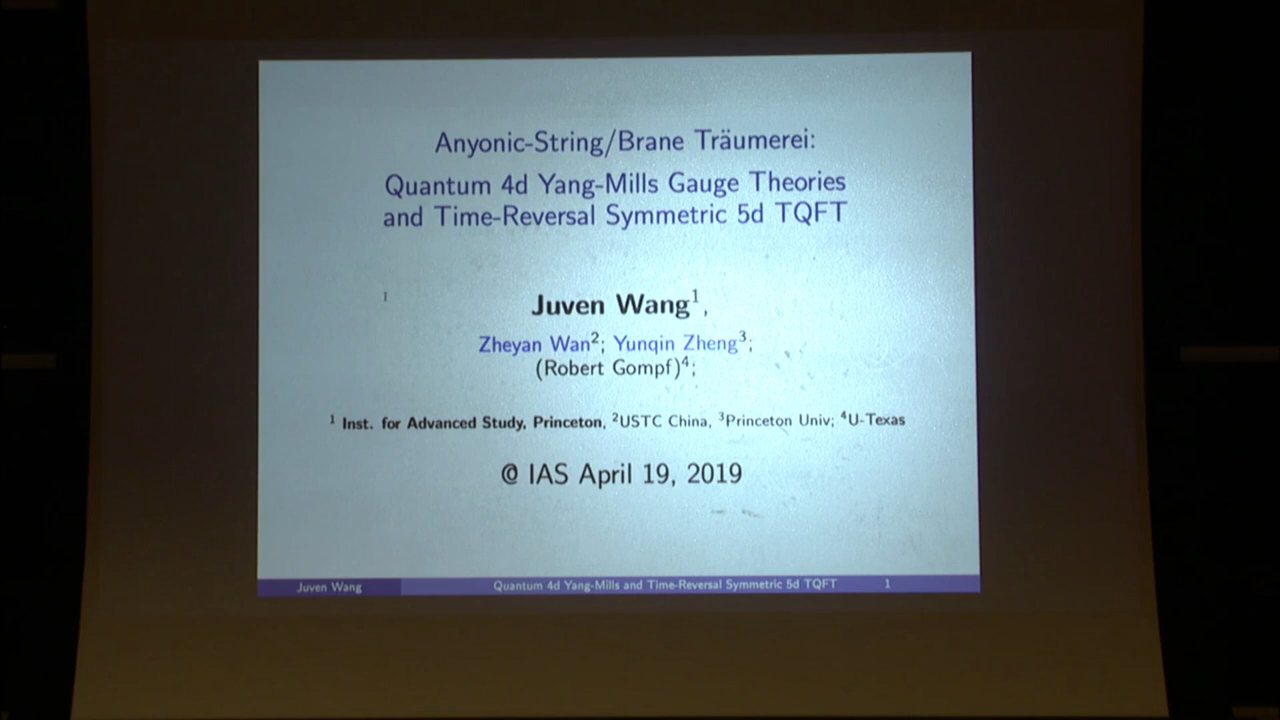 Anyonic-String/Brane Träumerei:
Quantum 4d Yang-Mills Gauge Theories
and Time-Reversal Symmetric 5d TQFT
Juven Wang¹,
Zheyan Wan²; Yunqin Zheng³;
(Robert Gompf)⁴;
¹ Inst. for Advanced Study, Princeton, ²USTC China, ³Princeton Univ; ⁴U-Texas
@ IAS April 19, 2019
Juven Wang Quantum 4d Yang-Mills and Time-Reversal Symmetric 5d TQFT 1